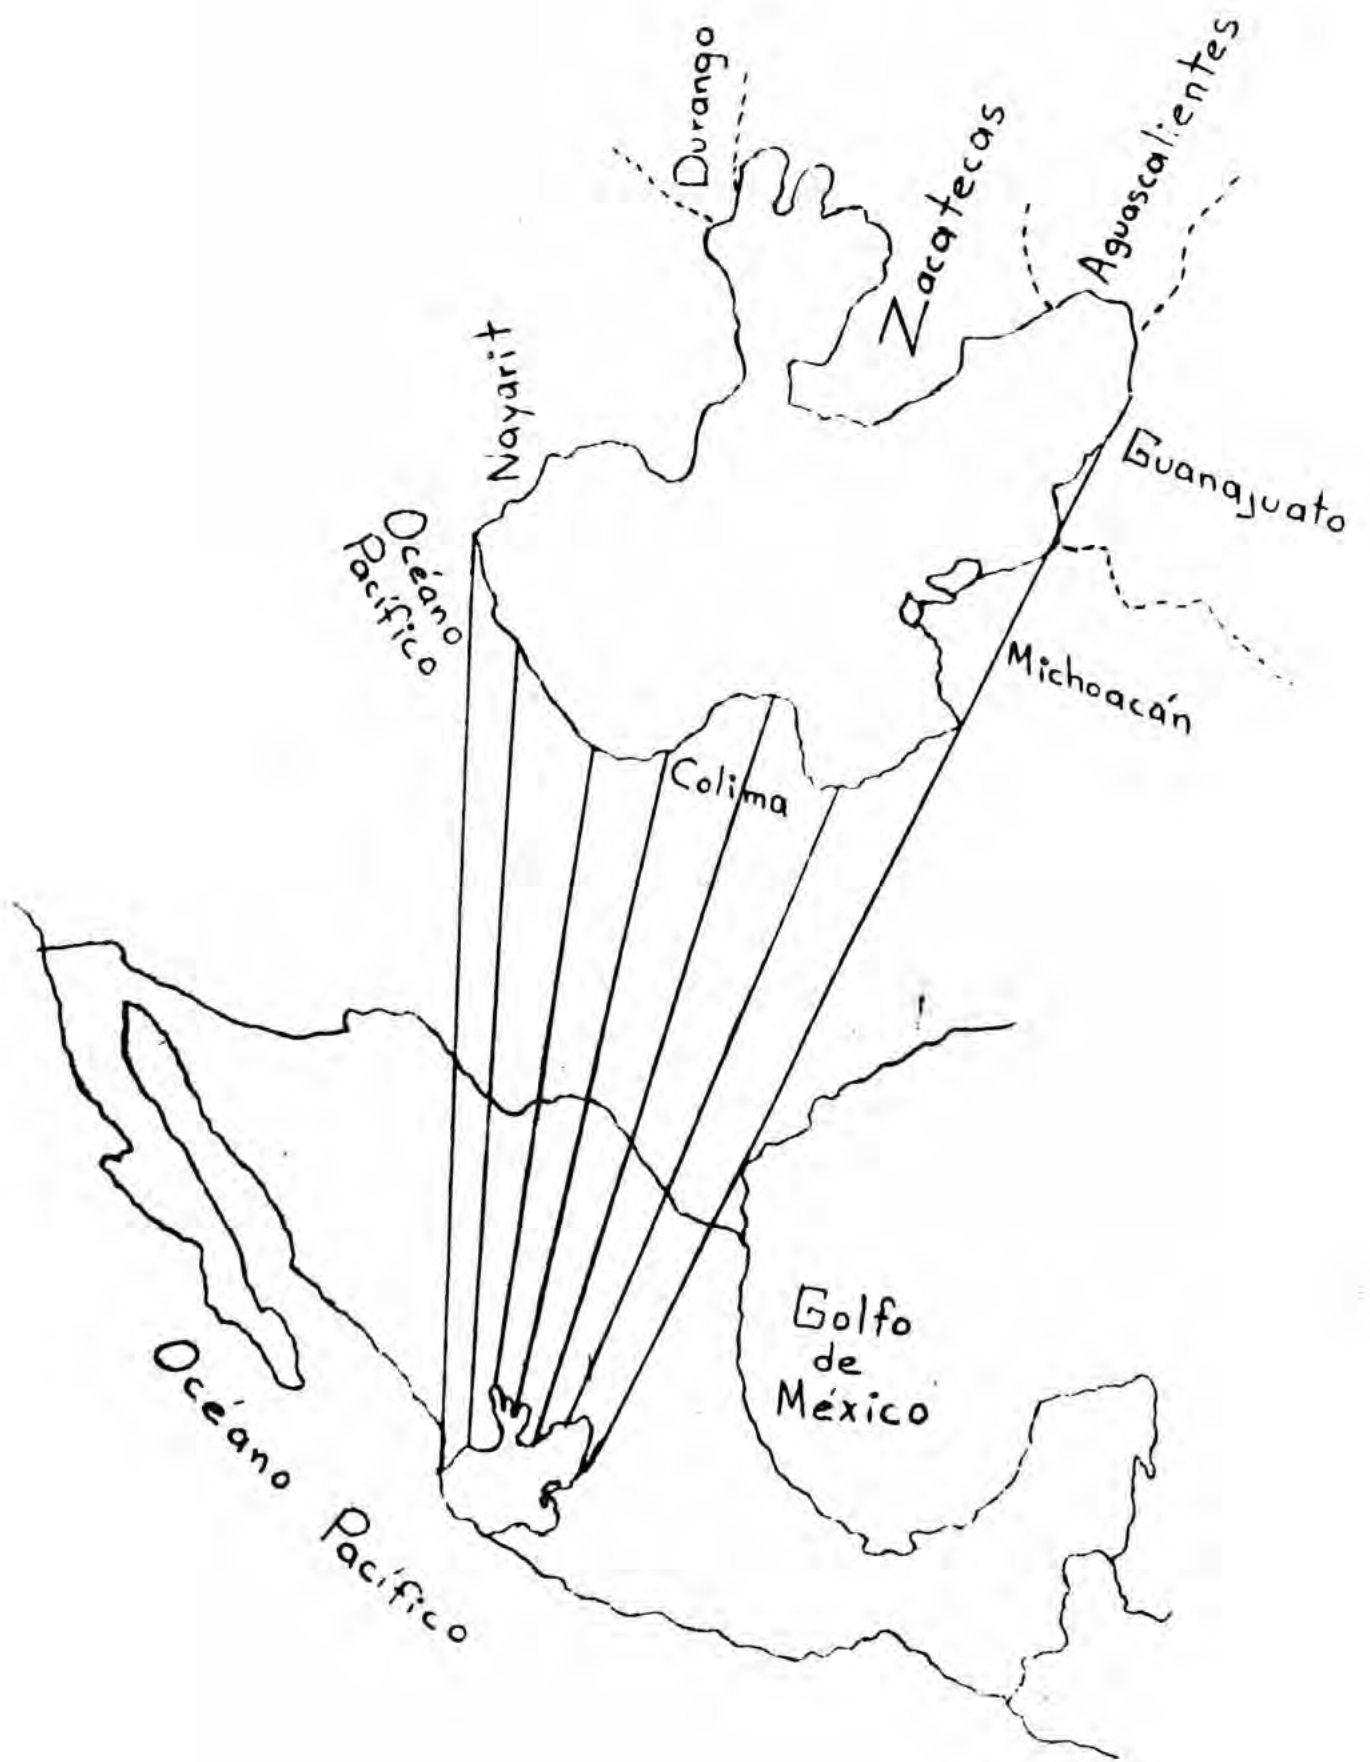 Durango
Zacatecas
Aguascalientes
Nayarit
Océano
Pacífico
Guanajuato
Michoacán
Colima
Golfo
de
México
Océano Pacífico